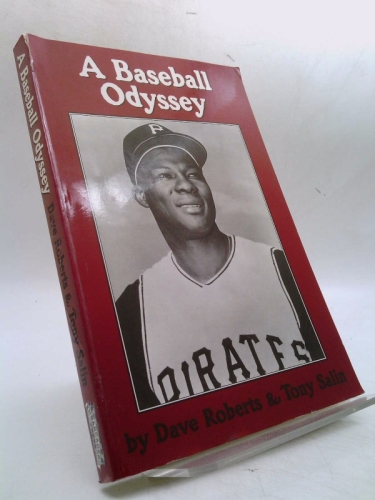 A Baseball
Odyssey
P
PIRATES
by Dave Roberts & Tony Salin
A Baseball Odyssey
Dave Roberts & Tony Salin